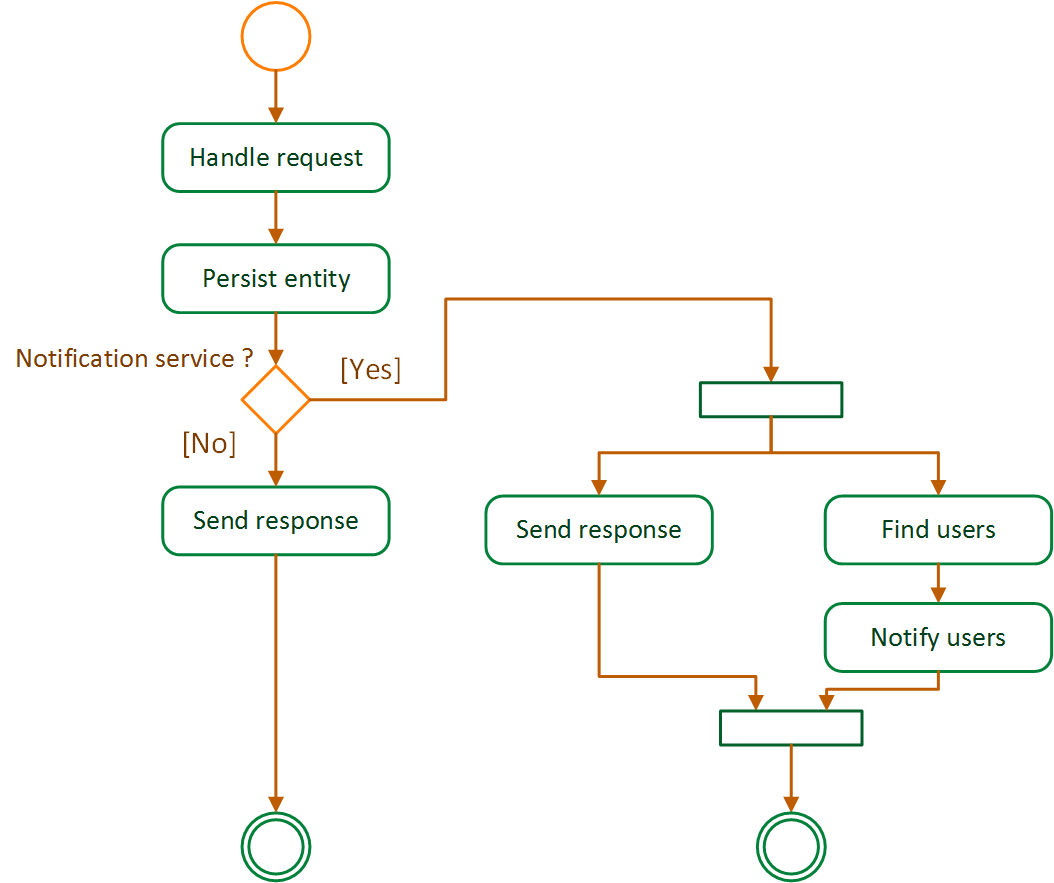 Handle request
Persist entity
Notification service ?
[Yes]
[No]
Send response
Send response
Find users
Notify users